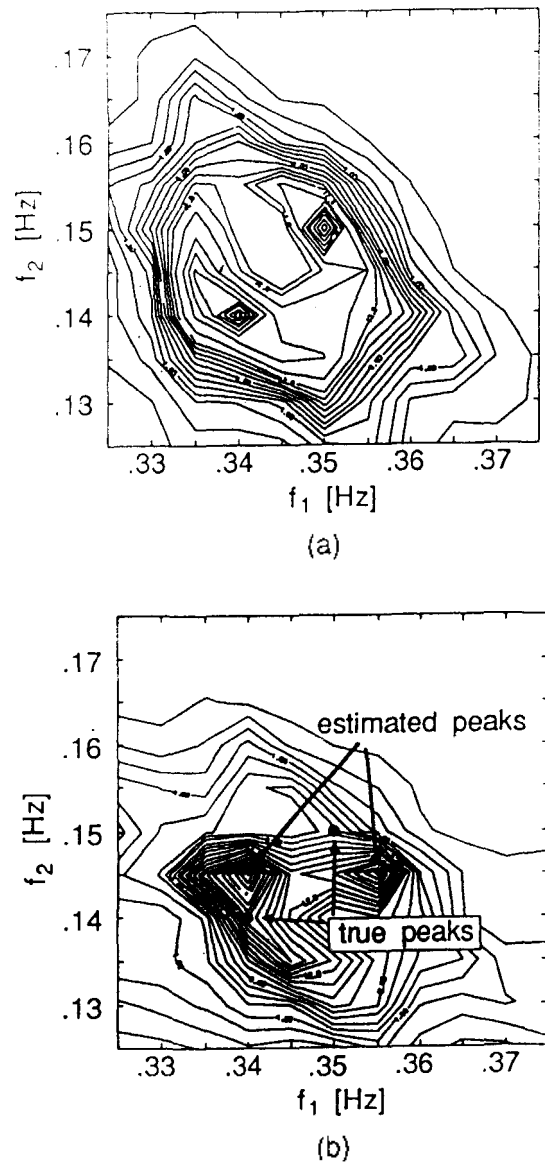 .17
.16
.15
.14
.13
f2 [Hz]
.33 .34 .35 .36 .37
f1 [Hz]
(a)
.17
.16
.15
.14
.13
f2 [Hz]
estimated peaks
true peaks
.33 .34 .35 .36 .37
f1 [Hz]
(b)